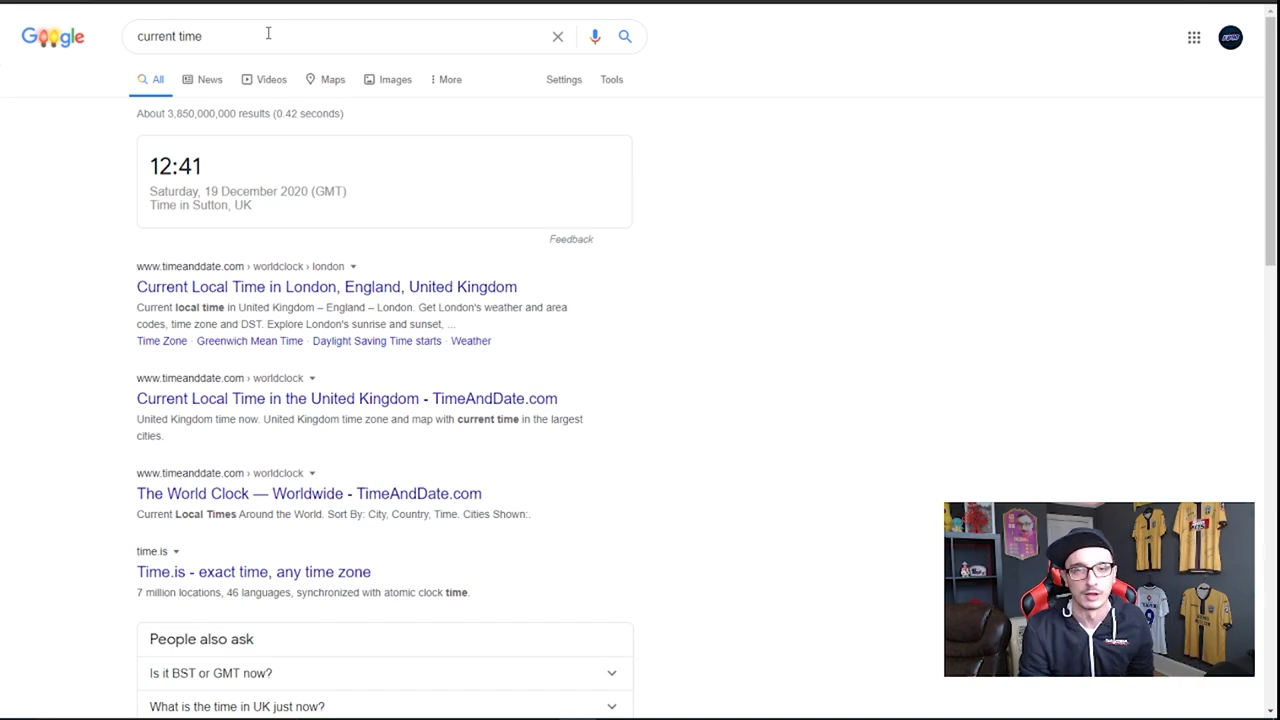 Google
current time
All News Videos Maps Images More Settings Tools
About 3,850,000,000 results (0.42 seconds)
12:41
Saturday, 19 December 2020 (GMT)
Time in Sutton, UK
Feedback
www.timeanddate.com › worldclock › london
Current Local Time in London, England, United Kingdom
Current local time in United Kingdom – England – London. Get London's weather and area
codes, time zone and DST. Explore London's sunrise and sunset, ...
Time Zone · Greenwich Mean Time · Daylight Saving Time starts · Weather
www.timeanddate.com › worldclock
Current Local Time in the United Kingdom - TimeAndDate.com
United Kingdom time now. United Kingdom time zone and map with current time in the largest
cities.
www.timeanddate.com › worldclock
The World Clock — Worldwide - TimeAndDate.com
Current Local Times Around the World. Sort By: City, Country, Time. Cities Shown:.
time.is
Time.is - exact time, any time zone
7 million locations, 46 languages, synchronized with atomic clock time.
People also ask
Is it BST or GMT now?
What is the time in UK just now?